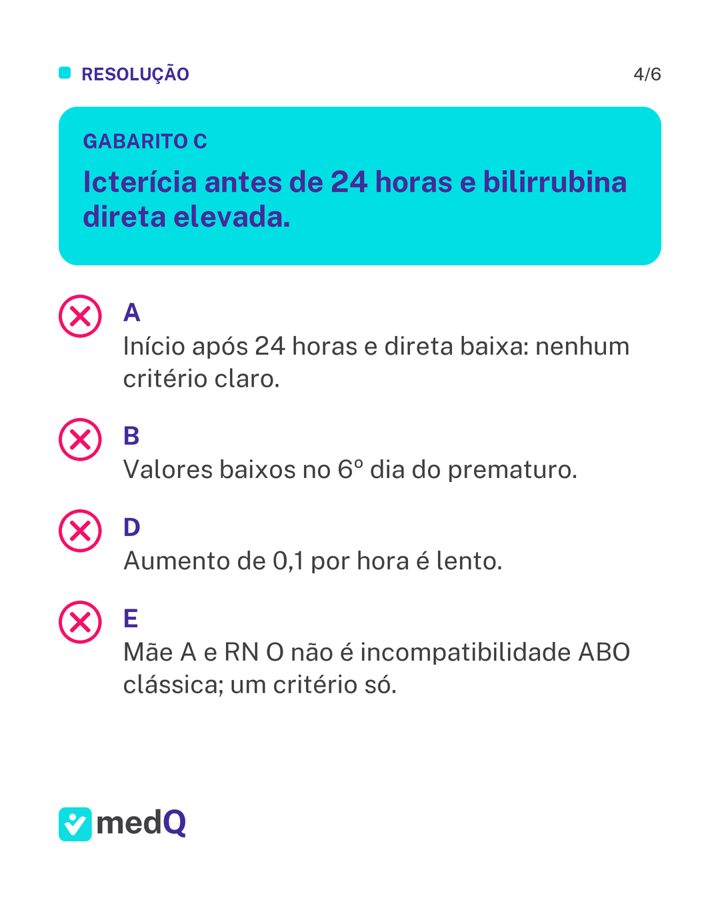 RESOLUÇÃO
4/6
GABARITO C
Icterícia antes de 24 horas e bilirrubina
direta elevada.
A
Início após 24 horas e direta baixa: nenhum
critério claro.
B
Valores baixos no 6º dia do prematuro.
D
Aumento de 0,1 por hora é lento.
E
Mãe A e RN O não é incompatibilidade ABO
clássica; um critério só.
medQ